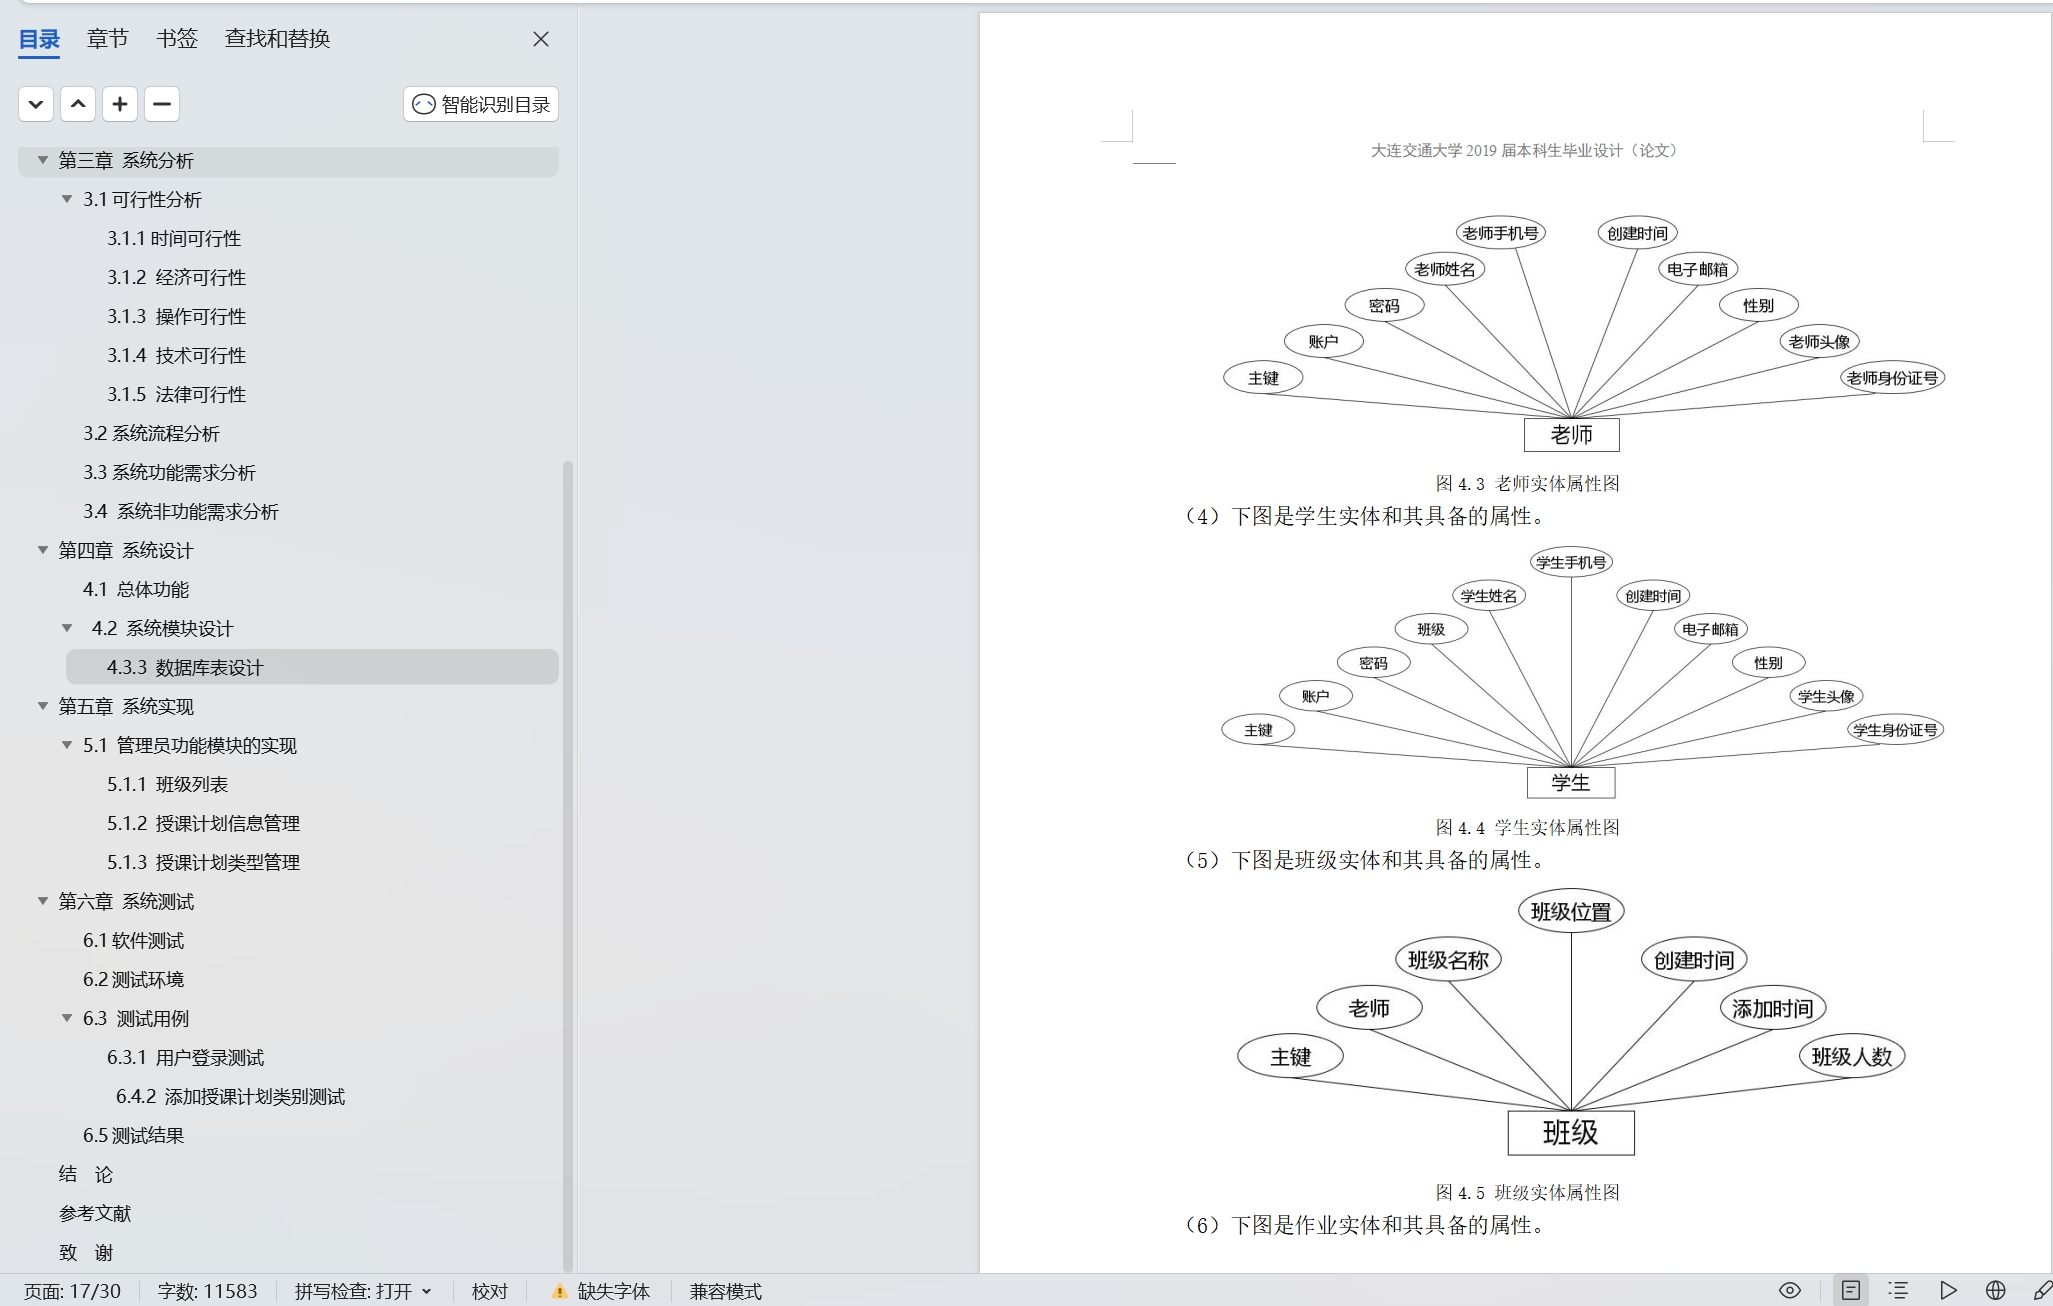 目录 章节 书签 查找和替换
智能识别目录
第三章 系统分析
3.1 可行性分析
3.1.1 时间可行性
3.1.2 经济可行性
3.1.3 操作可行性
3.1.4 技术可行性
3.1.5 法律可行性
3.2 系统流程分析
3.3 系统功能需求分析
3.4 系统非功能需求分析
第四章 系统设计
4.1 总体功能
4.2 系统模块设计
4.3.3 数据库表设计
第五章 系统实现
5.1 管理员功能模块的实现
5.1.1 班级列表
5.1.2 授课计划信息管理
5.1.3 授课计划类型管理
第六章 系统测试
6.1 软件测试
6.2 测试环境
6.3 测试用例
6.3.1 用户登录测试
6.4.2 添加授课计划类别测试
6.5 测试结果
结 论
参考文献
致 谢
大连交通大学 2019 届本科生毕业设计（论文）
老师手机号 创建时间
老师姓名 电子邮箱
密码 性别
账户 老师头像
主键 老师身份证号
老师
图 4.3 老师实体属性图
（4）下图是学生实体和其具备的属性。
学生手机号
学生姓名 创建时间
班级 电子邮箱
密码 性别
账户 学生头像
主键 学生身份证号
学生
图 4.4 学生实体属性图
（5）下图是班级实体和其具备的属性。
班级位置
班级名称 创建时间
老师 添加时间
主键 班级人数
班级
图 4.5 班级实体属性图
（6）下图是作业实体和其具备的属性。
页面: 17/30 字数: 11583 拼写检查: 打开 校对 缺失字体 兼容模式